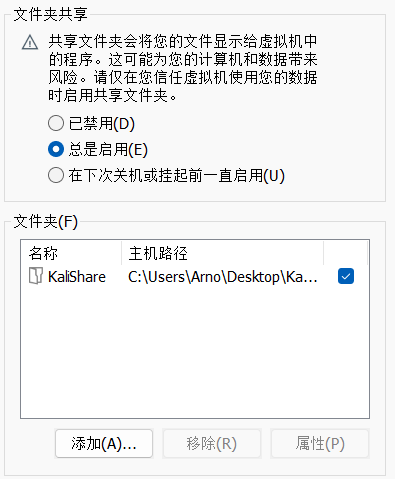 文件夹共享
共享文件夹会将您的文件显示给虚拟机中
的程序。这可能为您的计算机和数据带来
风险。请仅在您信任虚拟机使用您的数据
时启用共享文件夹。
已禁用(D)
总是启用(E)
在下次关机或挂起前一直启用(U)
文件夹(F)
名称 主机路径
KaliShare C:\Users\Arno\Desktop\Ka...
添加(A)... 移除(R) 属性(P)